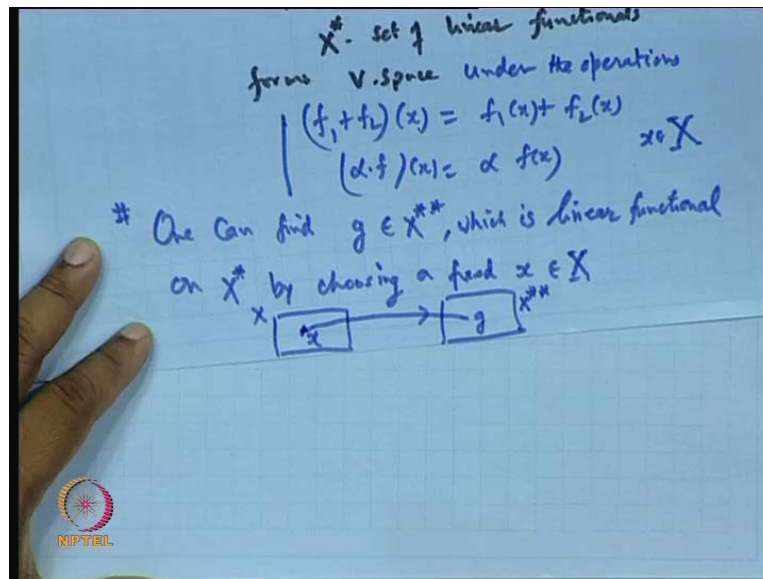 X*- set of linear functionals
forms V.space under the operations
(f₁+f₂)(x) = f₁(x)+ f₂(x)
(α·f)(x)= α f(x) x∈ X
# One Can find g ∈ X**, which is linear functional
on X* by choosing a fixed x ∈ X
X x g X**
NPTEL